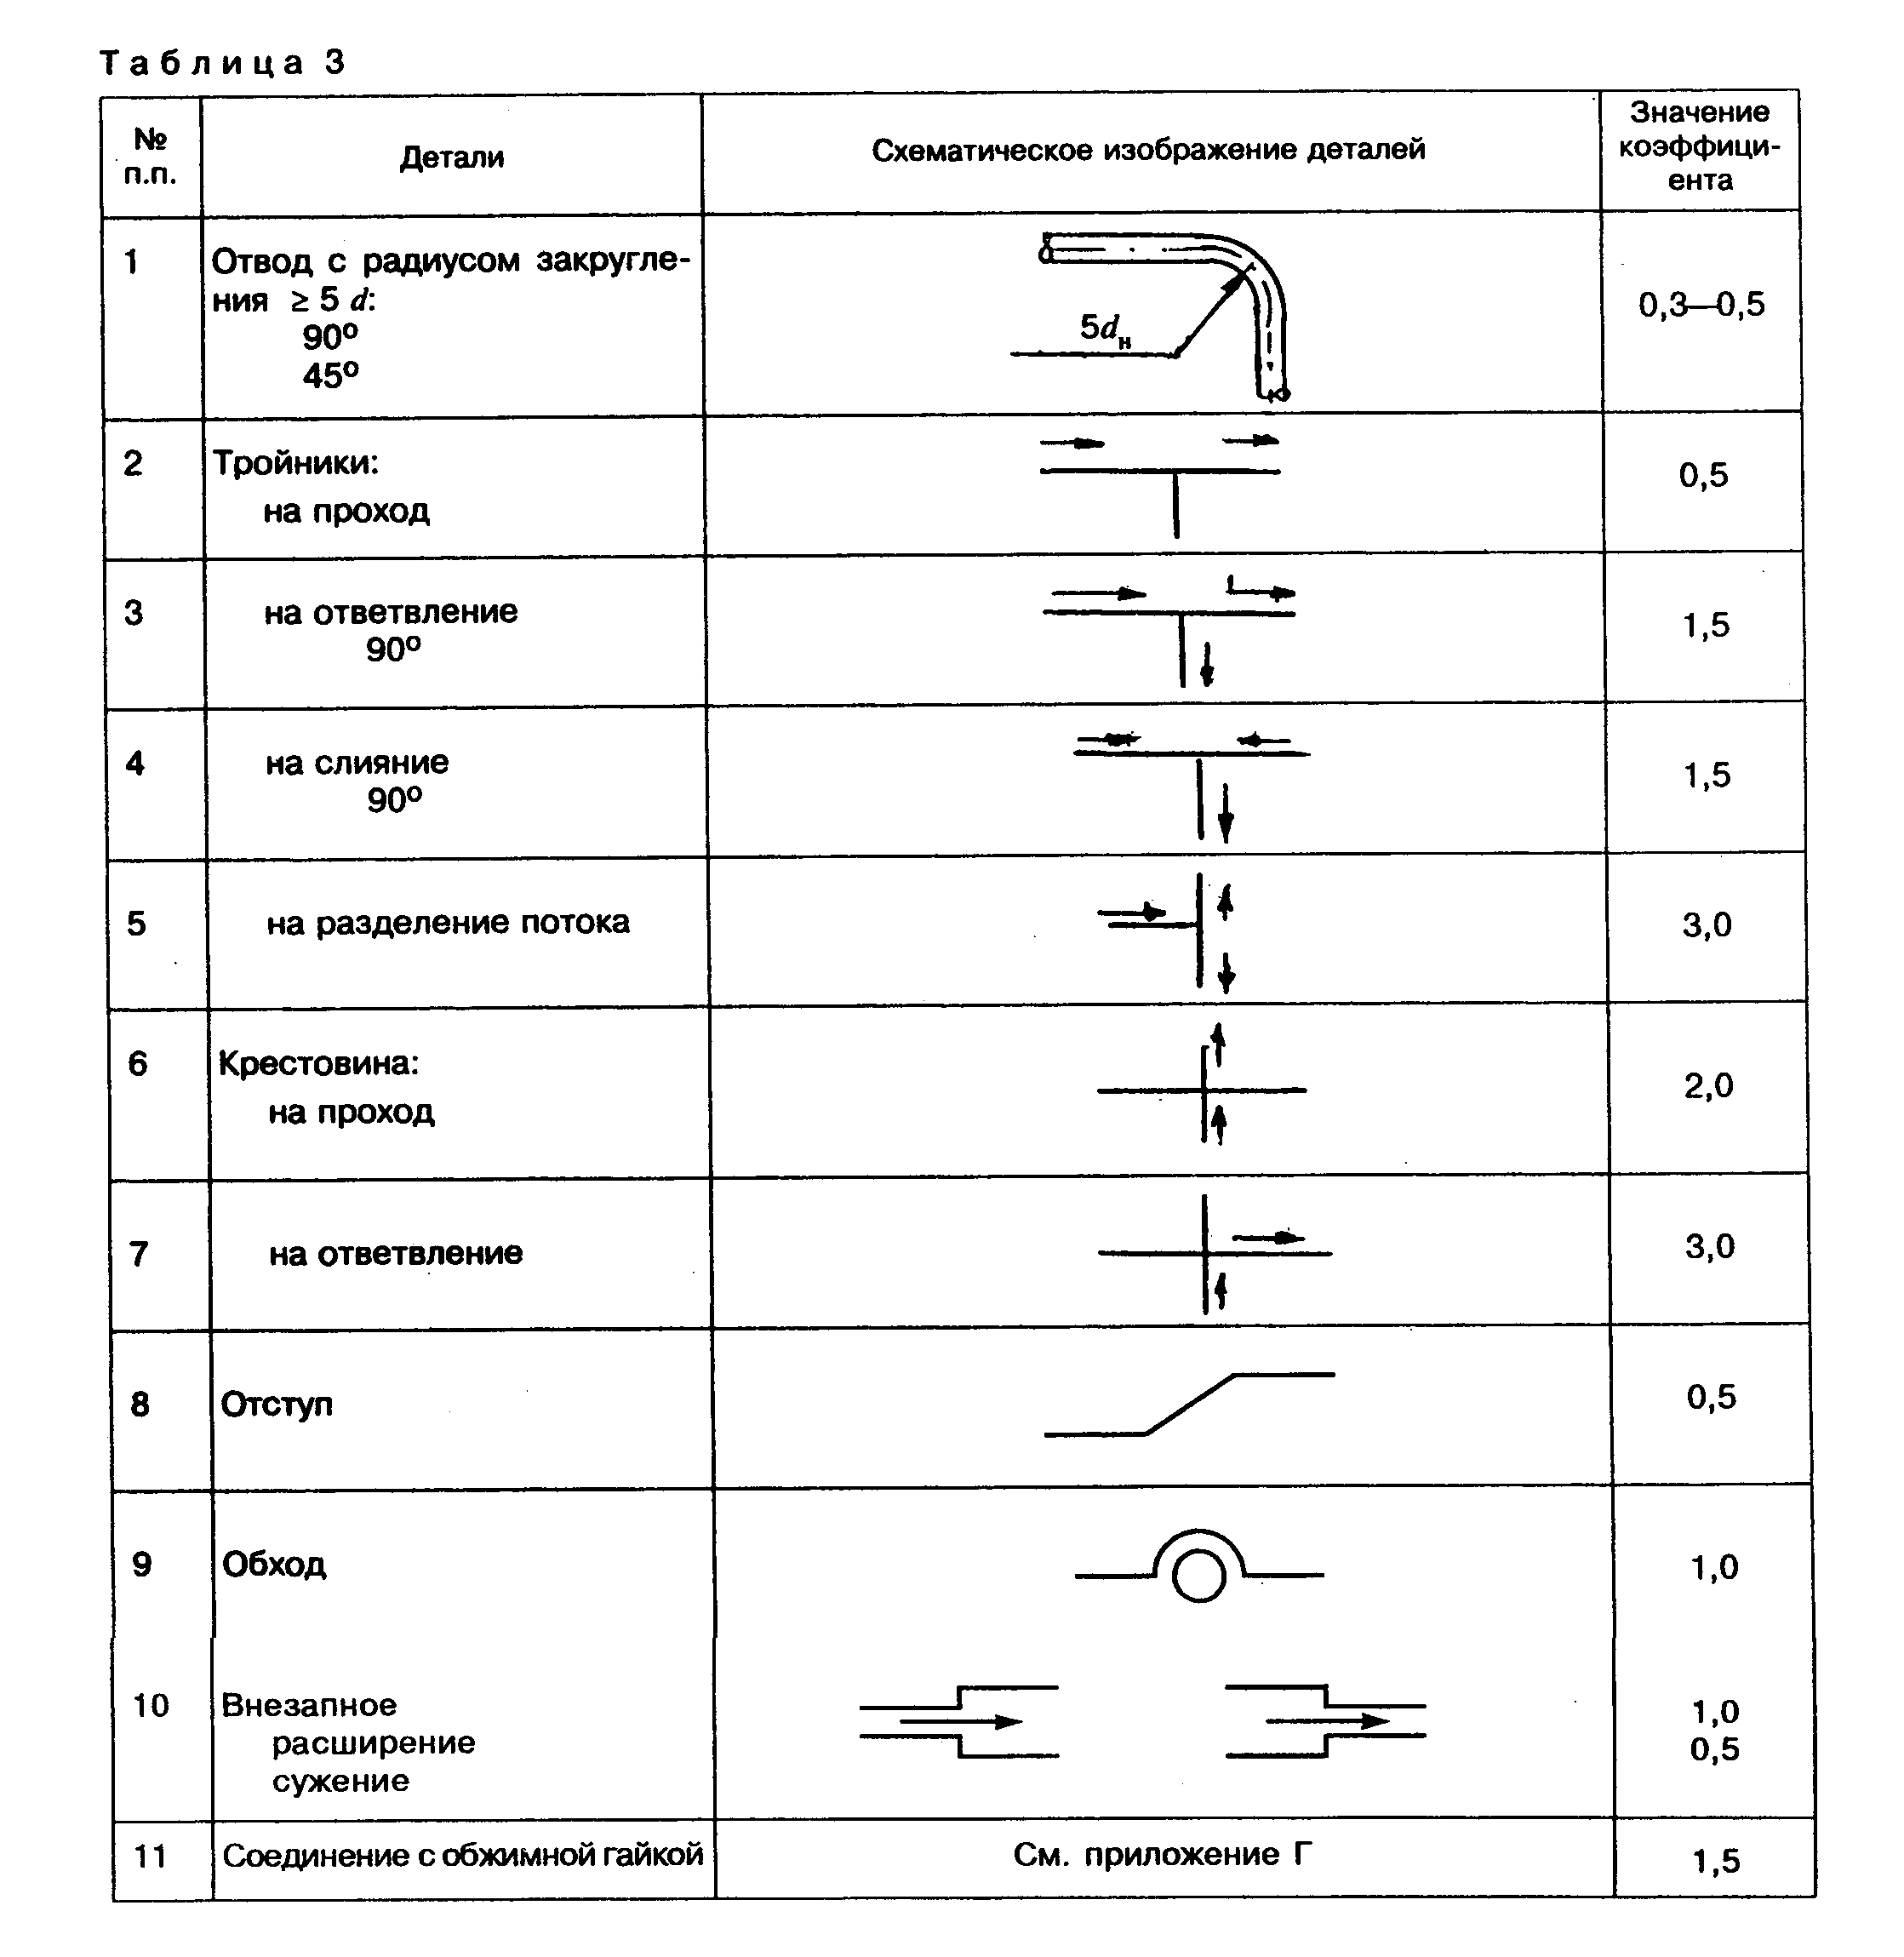 Таблица 3
№
п.п.
Детали
Схематическое изображение деталей
Значение
коэффици-
ента
1
Отвод с радиусом закругле-
ния ≥ 5 d:
90º
45º
5dн
0,3—0,5
2
Тройники:
на проход
0,5
3
на ответвление
90º
1,5
4
на слияние
90º
1,5
5
на разделение потока
3,0
6
Крестовина:
на проход
2,0
7
на ответвление
3,0
8
Отступ
0,5
9
Обход
1,0
10
Внезапное
расширение
сужение
1,0
0,5
11
Соединение с обжимной гайкой
См. приложение Г
1,5